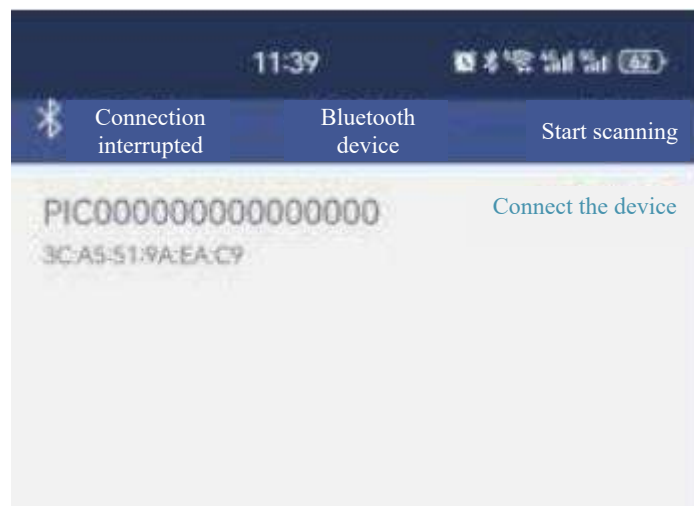 11:39
62
Connection interrupted
Bluetooth device
Start scanning
PIC000000000000000
Connect the device
3C:A5:51:9A:EA:C9